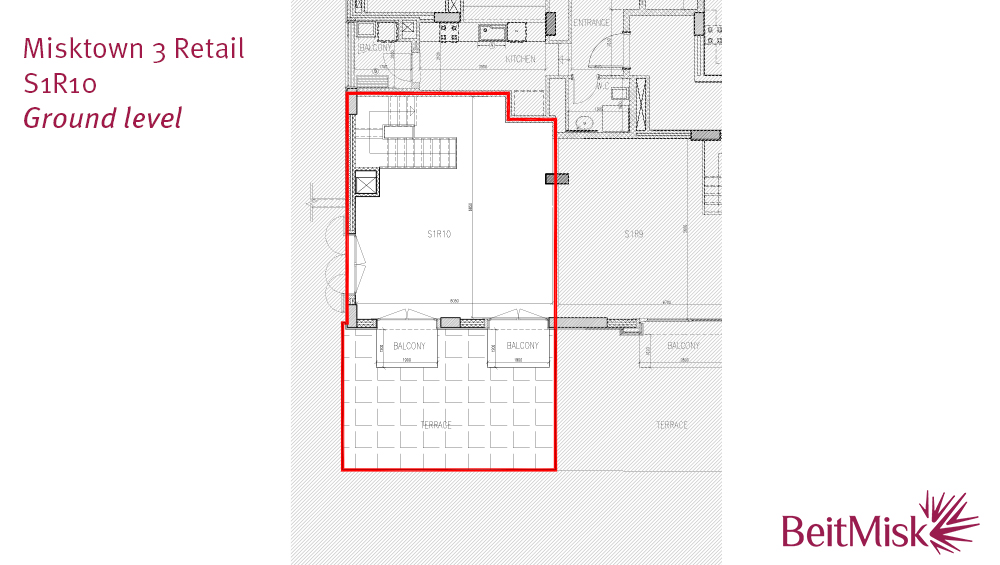 Misktown 3 Retail
S1R10
Ground level
ENTRANCE
BALCONY
KITCHEN
W.C
S1R10
S1R9
BALCONY
BALCONY
BALCONY
TERRACE
TERRACE
BeitMisk